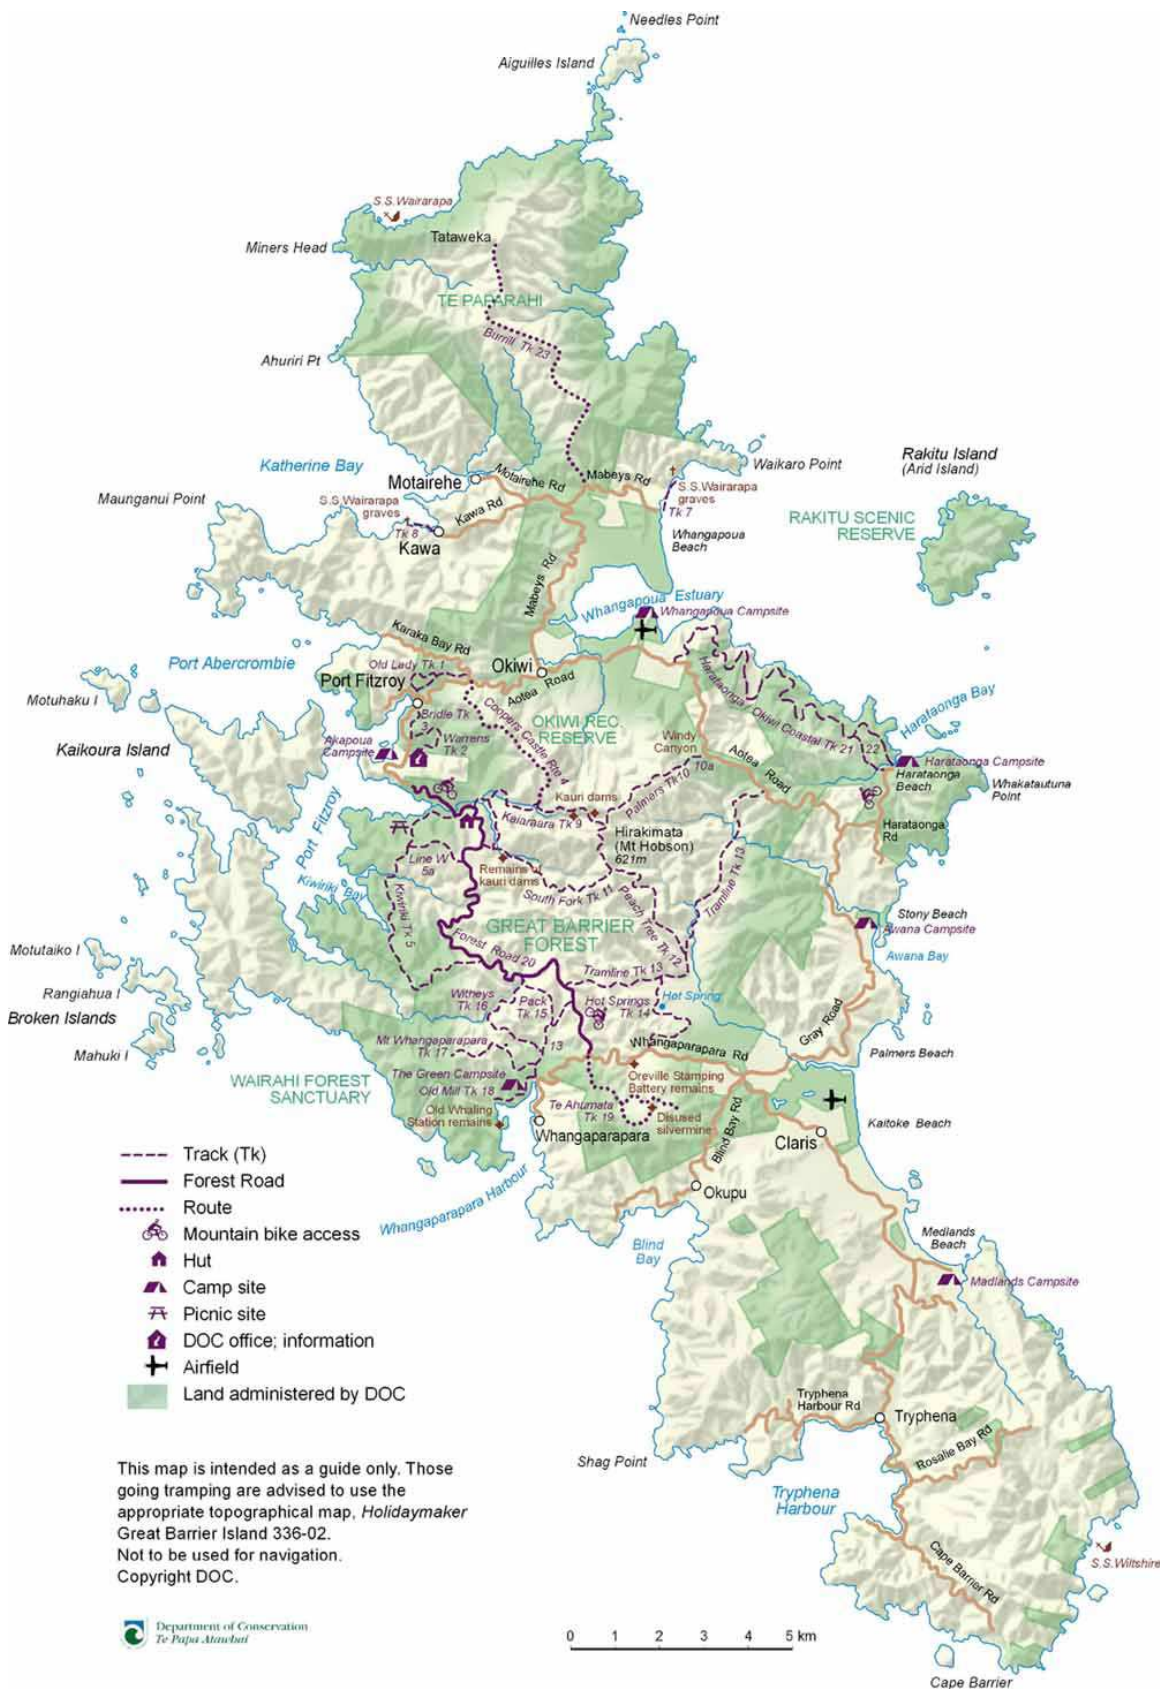 Needles Point
Aiguilles Island
S.S.Wairarapa
Tataweka
Miners Head
TE PAPARAHI
Burrill Tk 23
Ahuriri Pt
Katherine Bay
Motairehe
Motairehe Rd
Mabeys Rd
Waikaro Point
Rakitu Island
(Arid Island)
Maunganui Point
S.S.Wairarapa
graves
Kawa Rd
S.S.Wairarapa
graves
Tk 7
RAKITU SCENIC
RESERVE
Tk 8
Kawa
Whangapoua
Beach
Mabeys Rd
Whangapoua Estuary
Whangapoua Campsite
Karaka Bay Rd
Port Abercrombie
Old Lady Tk 1
Okiwi
Port Fitzroy
Aotea Road
Harataonga - Okiwi Coastal Tk 21
22
Harataonga Bay
Motuhaku I
Bridle Tk
3
Coopers Castle Rte 4
OKIWI REC.
RESERVE
Kaikoura Island
Akapoua
Campsite
Warrens
Tk 2
Windy
Canyon
10a
Aotea Road
Harataonga Campsite
Harataonga
Beach
Whakatautuna
Point
Port Fitzroy
Kauri dams
Palmers Tk10
Kaiaraara Tk 9
Hirakimata
(Mt Hobson)
621m
Harataonga
Rd
Line W
5a
Remains of
kauri dams
Tramline Tk 13
Kiwiriki Bay
Kiwiriki Tk 5
South Fork Tk 11
Peach Tree Tk 12
GREAT BARRIER
FOREST
Stony Beach
Awana Campsite
Awana Bay
Motutaiko I
Forest Road 20
Tramline Tk 13
Rangiahua I
Witheys
Tk 16
Pack
Tk 15
Hot Springs
Tk 14
Hot Spring
Broken Islands
Mahuki I
Mt Whangaparapara
Tk 17
13
Whangaparapara Rd
Gray Road
Palmers Beach
WAIRAHI FOREST
SANCTUARY
The Green Campsite
Old Mill Tk 18
Oreville Stamping
Battery remains
Old Whaling
Station remains
Te Ahumata
Tk 19
Disused
silvermine
Blind Bay Rd
Kaitoke Beach
Whangaparapara
Claris
Okupu
Whangaparapara Harbour
Blind
Bay
Medlands
Beach
Madlands Campsite
Track (Tk)
Forest Road
Route
Mountain bike access
Hut
Camp site
Picnic site
DOC office; information
Airfield
Land administered by DOC
Tryphena
Harbour Rd
Tryphena
Rosalie Bay Rd
Shag Point
Tryphena
Harbour
Cape Barrier Rd
S.S.Wiltshire
Cape Barrier
This map is intended as a guide only. Those
going tramping are advised to use the
appropriate topographical map, Holidaymaker
Great Barrier Island 336-02.
Not to be used for navigation.
Copyright DOC.
Department of Conservation
Te Papa Atawhai
0 1 2 3 4 5 km